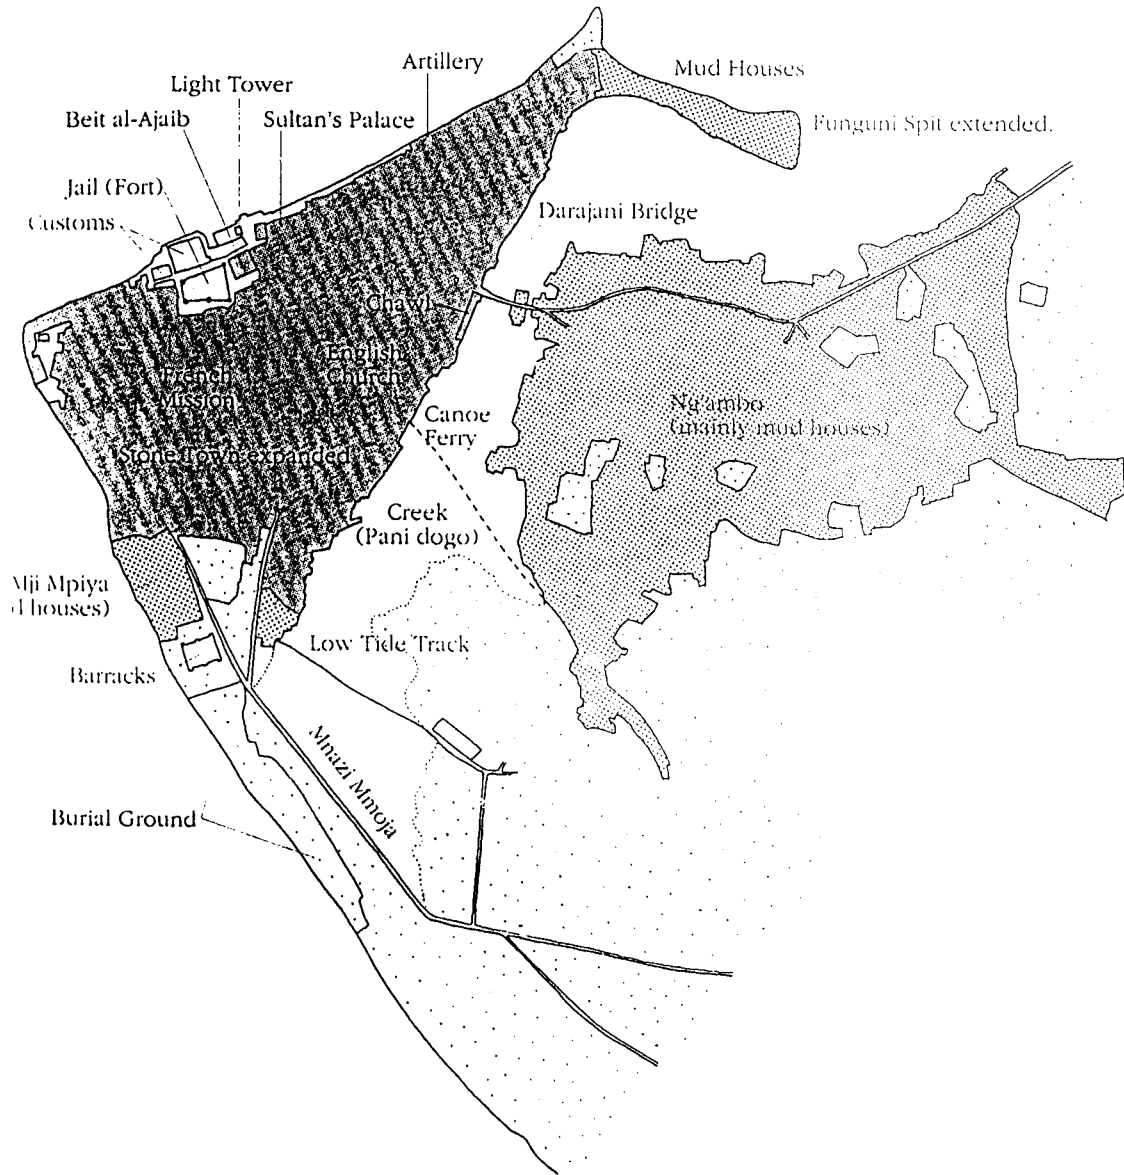 Artillery
Mud Houses
Light Tower
Beit al-Ajaib
Sultan's Palace
Funguni Spit extended.
Jail (Fort)
Customs
Darajani Bridge
Chawl
English
Church
French
Mission
Ng'ambo
(mainly mud houses)
Canoe
Ferry
Stone Town expanded
Creek
(Pani dogo)
Mji Mpiya
houses)
Low Tide Track
Barracks
Mnazi Mmoja
Burial Ground